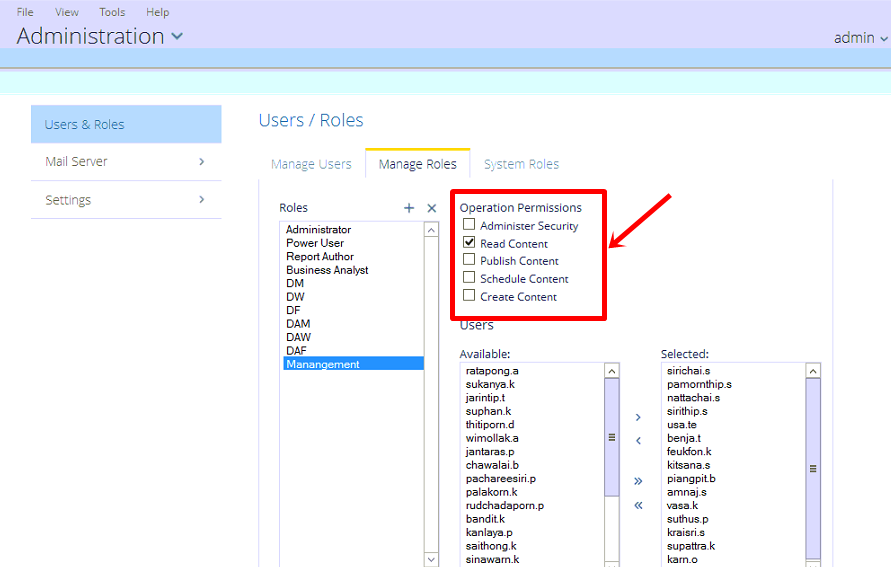 File View Tools Help
Administration
admin
Users & Roles
Mail Server
Settings
Users / Roles
Manage Users Manage Roles System Roles
Roles
Administrator
Power User
Report Author
Business Analyst
DM
DW
DF
DAM
DAW
DAF
Manangement
Operation Permissions
Administer Security
Read Content
Publish Content
Schedule Content
Create Content
Users
Available:
ratapong.a
sukanya.k
jarintip.t
suphan.k
thitiporn.d
wimollak.a
jantaras.p
chawalai.b
pachareesiri.p
palakorn.k
rudchadaporn.p
bandit.k
kanlaya.p
saithong.k
sinawarn.k
Selected:
sirichai.s
pamornthip.s
nattachai.s
sirithip.s
usa.te
benja.t
feukfon.k
kitsana.s
piangpit.b
amnaj.s
vasa.k
suthus.p
kraisri.s
supattra.k
karn.o